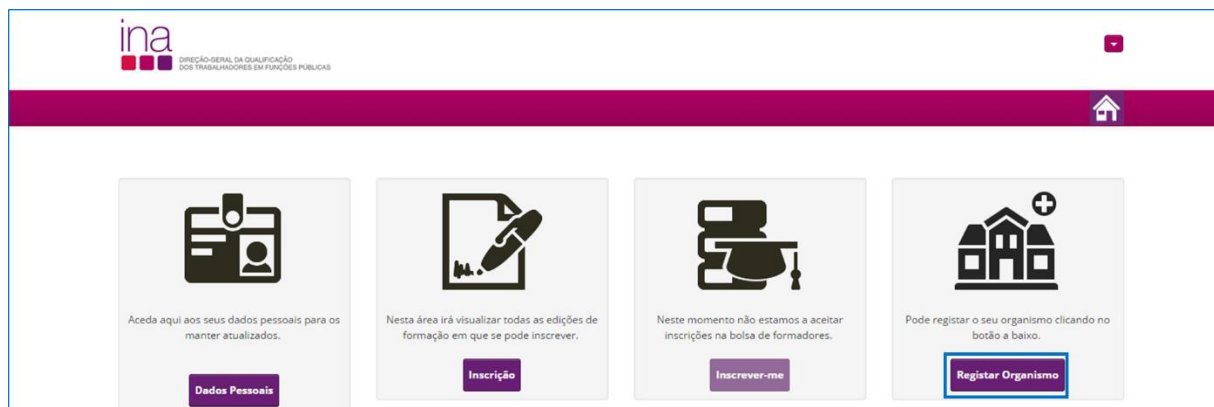 ina
DIREÇÃO-GERAL DA QUALIFICAÇÃO
DOS TRABALHADORES EM FUNÇÕES PÚBLICAS
Aceda aqui aos seus dados pessoais para os
manter atualizados.
Dados Pessoais
Nesta área irá visualizar todas as edições de
formação em que se pode inscrever.
Inscrição
Neste momento não estamos a aceitar
inscrições na bolsa de formadores.
Inscrever-me
Pode registar o seu organismo clicando no
botão a baixo.
Registar Organismo